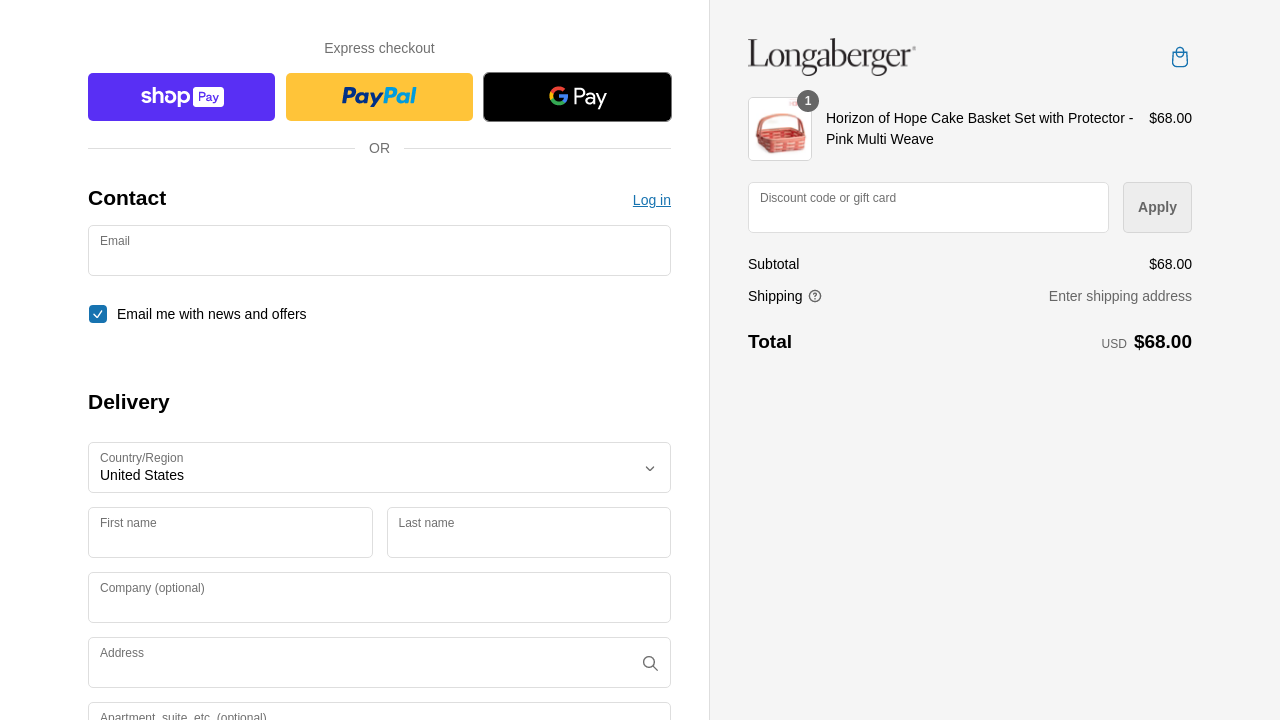 Express checkout
shop Pay
PayPal
G Pay
OR
Contact
Log in
Email
Email me with news and offers
Delivery
Country/Region
United States
First name
Last name
Company (optional)
Address
Apartment, suite, etc. (optional)
Longaberger
1
Horizon of Hope Cake Basket Set with Protector -
Pink Multi Weave
$68.00
Discount code or gift card
Apply
Subtotal
$68.00
Shipping
Enter shipping address
Total
USD $68.00